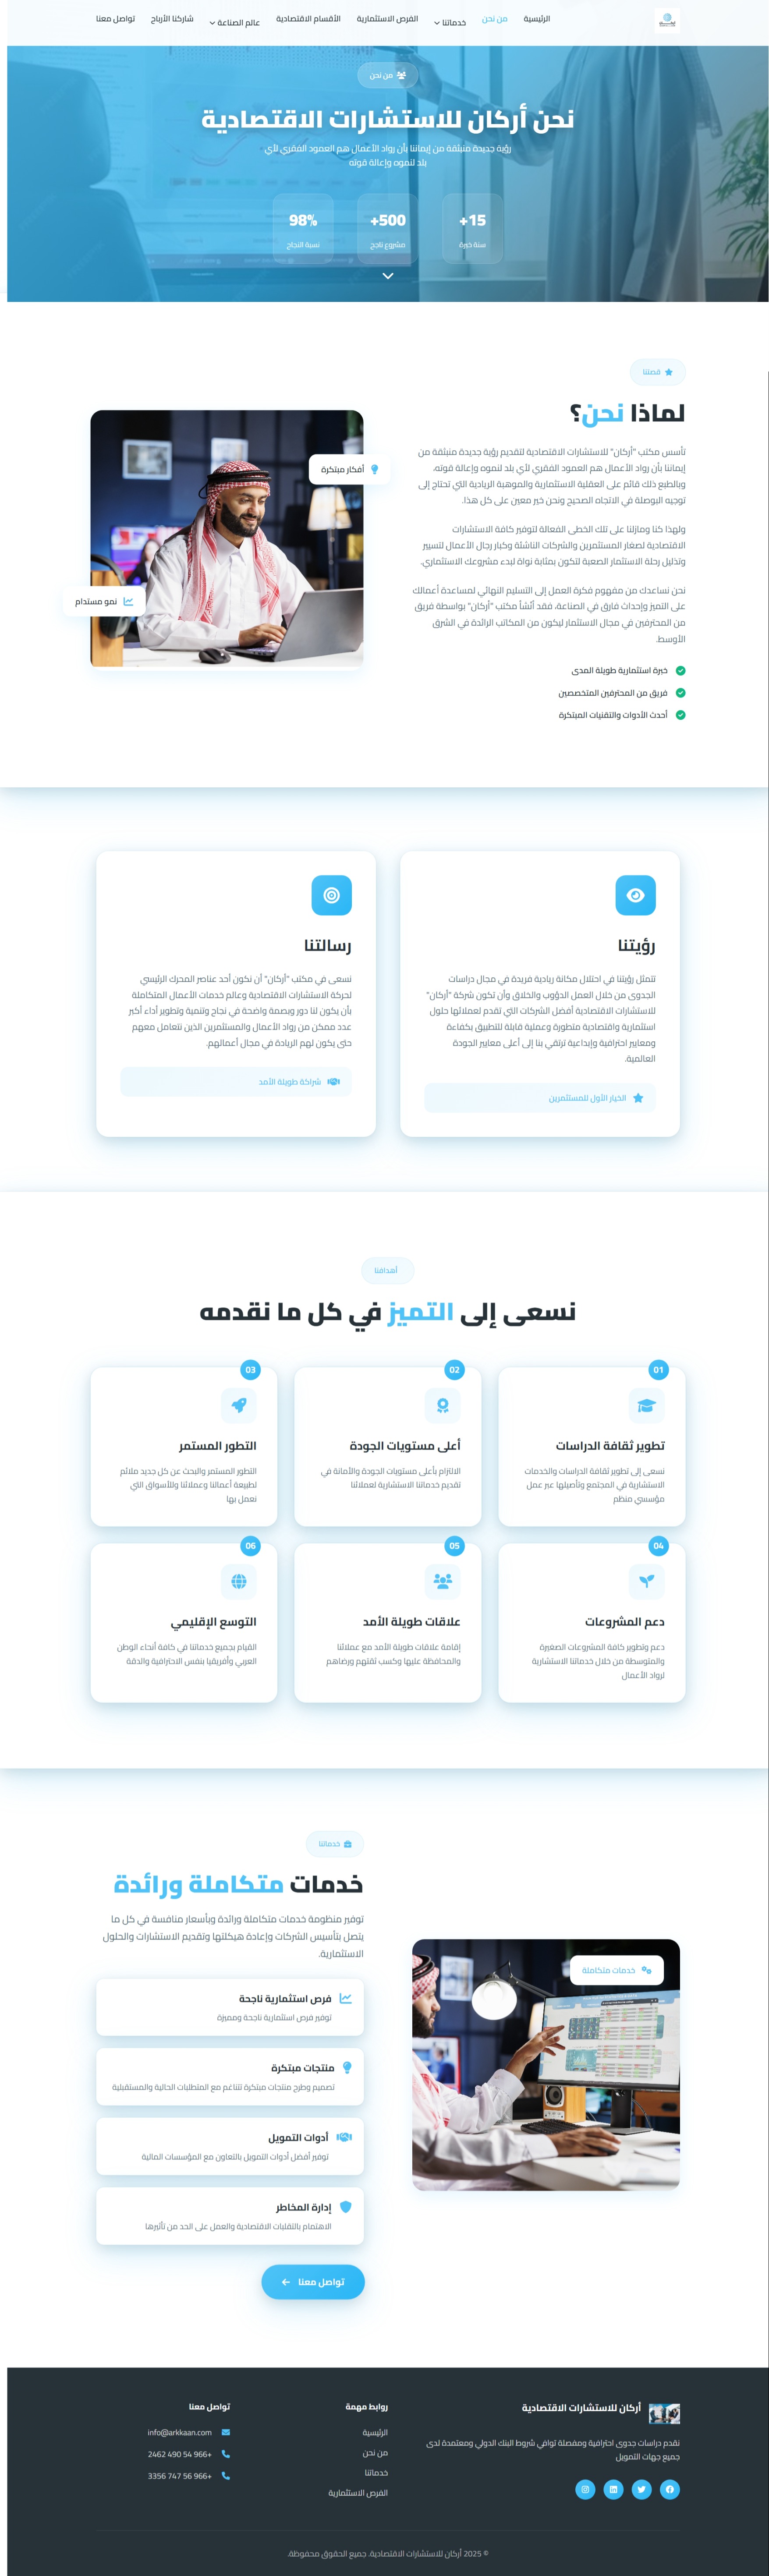 الرئيسية
من نحن
خدماتنا
الفرص الاستثمارية
الأقسام الاقتصادية
عالم الصناعة
شاركنا الأرباح
تواصل معنا
من نحن
نحن أركان للاستشارات الاقتصادية
رؤية جديدة منبثقة من إيماننا بأن رواد الأعمال هم العمود الفقري لأي
بلد لنموه وإعالة قوته
+15
سنة خبرة
+500
مشروع ناجح
98%
نسبة النجاح
قصتنا
لماذا نحن؟
تأسس مكتب "أركان" للاستشارات الاقتصادية لتقديم رؤية جديدة منبثقة من
إيماننا بأن رواد الأعمال هم العمود الفقري لأي بلد لنموه وإعالة قوته،
وبالطبع ذلك قائم على العقلية الاستثمارية والموهبة الريادية التي تحتاج إلى
توجيه البوصلة في الاتجاه الصحيح ونحن خير معين على كل هذا.
ولهذا كنا ومازلنا على تلك الخطى الفعالة لتوفير كافة الاستشارات
الاقتصادية لصغار المستثمرين والشركات الناشئة وكبار رجال الأعمال لتسيير
وتذليل رحلة الاستثمار الصعبة لتكون بمثابة نواة لبدء مشروعك الاستثماري.
نحن نساعدك من مفهوم فكرة العمل إلى التسليم النهائي لمساعدة أعمالك
على التميز وإحداث فارق في الصناعة، فقد أنشأ مكتب "أركان" بواسطة فريق
من المحترفين في مجال الاستثمار ليكون من المكاتب الرائدة في الشرق
الأوسط.
خبرة استثمارية طويلة المدى
فريق من المحترفين المتخصصين
أحدث الأدوات والتقنيات المبتكرة
أفكار مبتكرة
نمو مستدام
رؤيتنا
تتمثل رؤيتنا في احتلال مكانة ريادية فريدة في مجال دراسات
الجدوى من خلال العمل الدؤوب والخلاق وأن تكون شركة "أركان"
للاستشارات الاقتصادية أفضل الشركات التي تقدم لعملائها حلول
استثمارية واقتصادية متطورة وعملية قابلة للتطبيق بكفاءة
ومعايير احترافية وإبداعية ترتقي بنا إلى أعلى معايير الجودة
العالمية.
الخيار الأول للمستثمرين
رسالتنا
نسعى في مكتب "أركان" أن نكون أحد عناصر المحرك الرئيسي
لحركة الاستشارات الاقتصادية وعالم خدمات الأعمال المتكاملة
بأن يكون لنا دور وبصمة واضحة في نجاح وتنمية وتطوير أداء أكبر
عدد ممكن من رواد الأعمال والمستثمرين الذين نتعامل معهم
حتى يكون لهم الريادة في مجال أعمالهم.
شراكة طويلة الأمد
أهدافنا
نسعى إلى التميز في كل ما نقدمه
01
تطوير ثقافة الدراسات
نسعى إلى تطوير ثقافة الدراسات والخدمات
الاستشارية في المجتمع وتأصيلها عبر عمل
مؤسسي منظم
02
أعلى مستويات الجودة
الالتزام بأعلى مستويات الجودة والأمانة في
تقديم خدماتنا الاستشارية لعملائنا
03
التطور المستمر
التطور المستمر والبحث عن كل جديد ملائم
لطبيعة أعمالنا وعملائنا وللأسواق التي
نعمل بها
04
دعم المشروعات
دعم وتطوير كافة المشروعات الصغيرة
والمتوسطة من خلال خدماتنا الاستشارية
لرواد الأعمال
05
علاقات طويلة الأمد
إقامة علاقات طويلة الأمد مع عملائنا
والمحافظة عليها وكسب ثقتهم ورضاهم
06
التوسع الإقليمي
القيام بجميع خدماتنا في كافة أنحاء الوطن
العربي وأفريقيا بنفس الاحترافية والدقة
خدماتنا
خدمات متكاملة ورائدة
توفير منظومة خدمات متكاملة ورائدة وبأسعار منافسة في كل ما
يتصل بتأسيس الشركات وإعادة هيكلتها وتقديم الاستشارات والحلول
الاستثمارية.
خدمات متكاملة
فرص استثمارية ناجحة
توفير فرص استثمارية ناجحة ومميزة
منتجات مبتكرة
تصميم وطرح منتجات مبتكرة تتناغم مع المتطلبات الحالية والمستقبلية
أدوات التمويل
توفير أفضل أدوات التمويل بالتعاون مع المؤسسات المالية
إدارة المخاطر
الاهتمام بالتقلبات الاقتصادية والعمل على الحد من تأثيرها
تواصل معنا
أركان للاستشارات الاقتصادية
نقدم دراسات جدوى احترافية ومفصلة توافي شروط البنك الدولي ومعتمدة لدى
جميع جهات التمويل
روابط مهمة
الرئيسية
من نحن
خدماتنا
الفرص الاستثمارية
تواصل معنا
info@arkkaan.com
+966 54 490 2462
+966 56 747 3356
© 2025 أركان للاستشارات الاقتصادية. جميع الحقوق محفوظة.